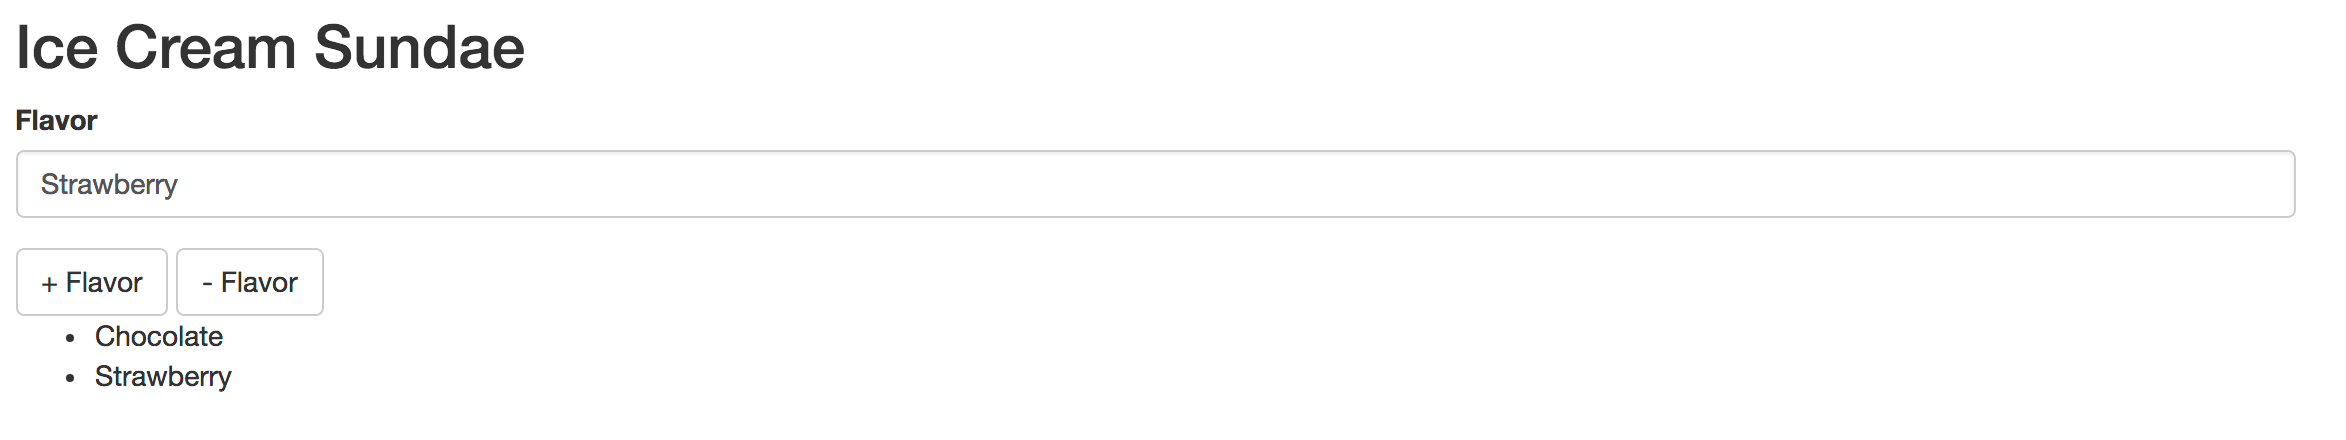 Ice Cream Sundae
Flavor
Strawberry
+ Flavor - Flavor
• Chocolate
• Strawberry